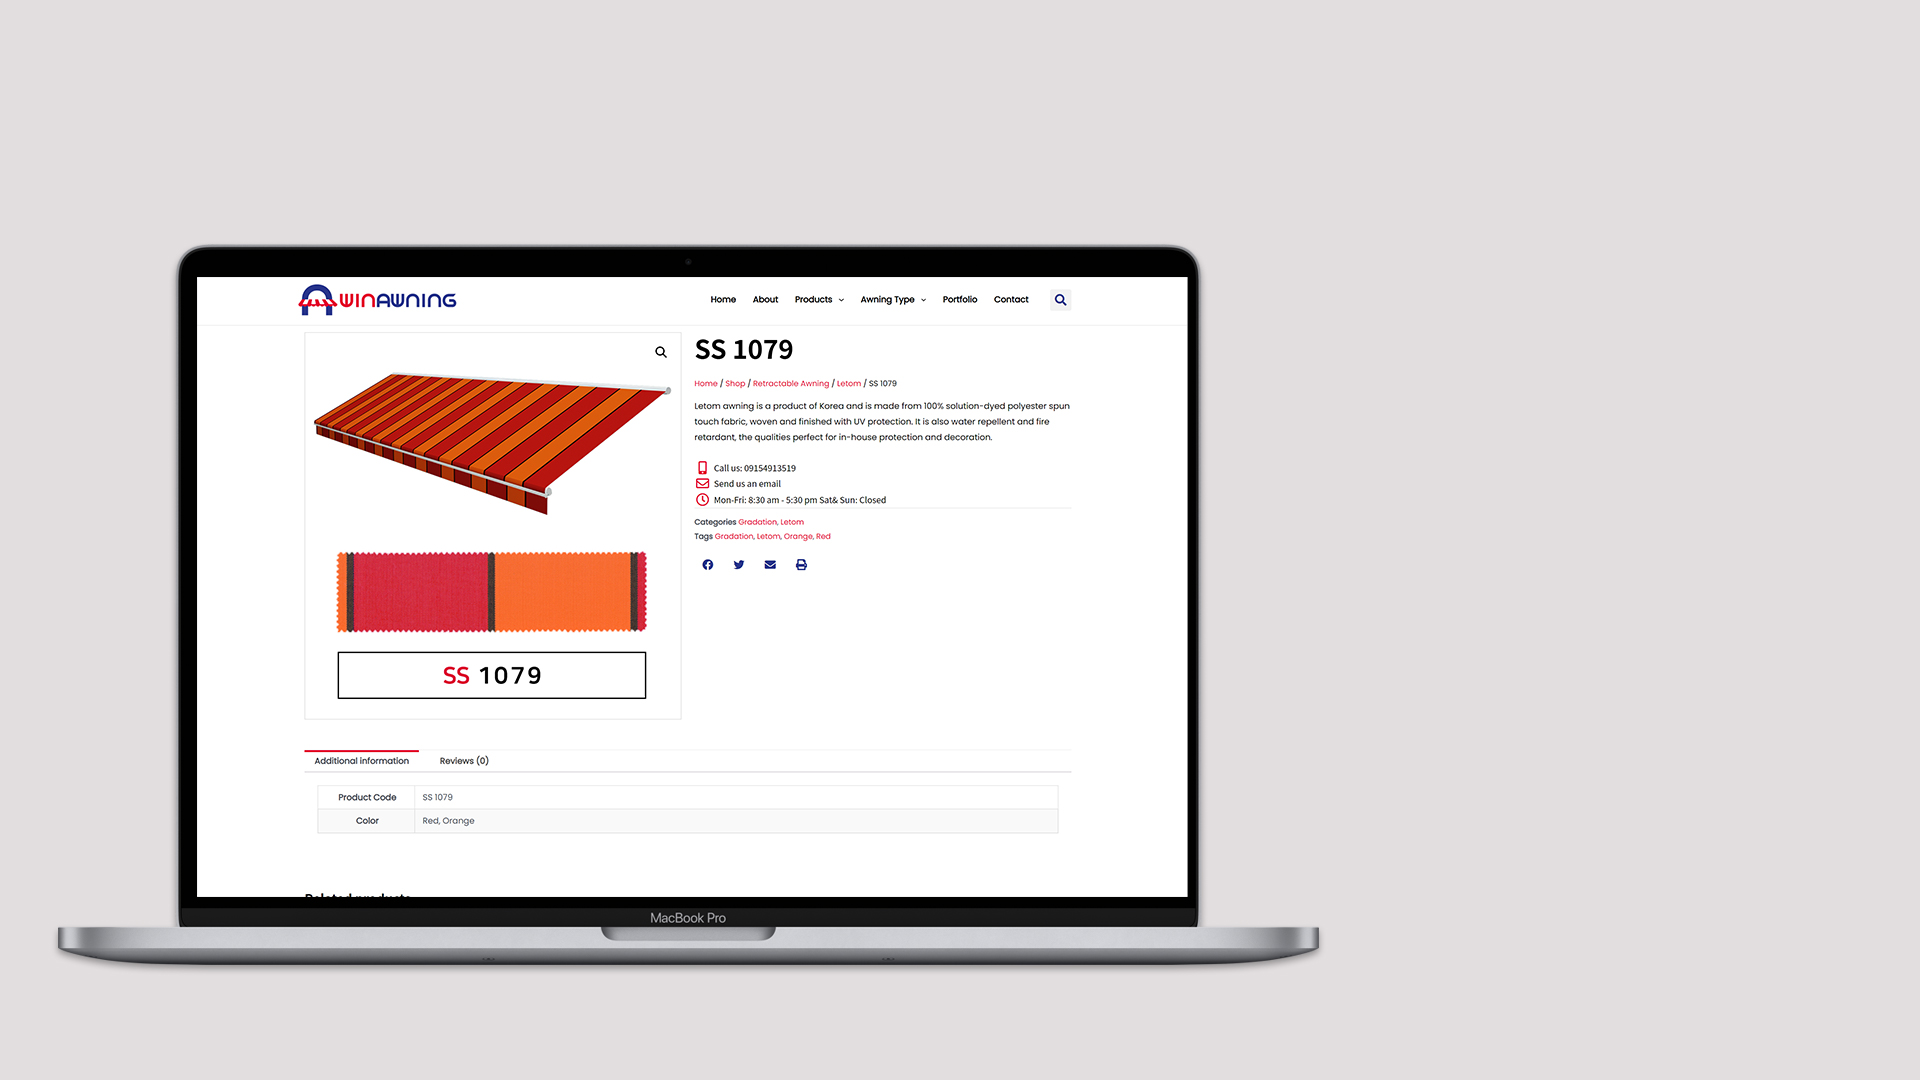 WINAWNING
Home About Products Awning Type Portfolio Contact
SS 1079
Home / Shop / Retractable Awning / Letom / SS 1079
Letom awning is a product of Korea and is made from 100% solution-dyed polyester spun
touch fabric, woven and finished with UV protection. It is also water repellent and fire
retardant, the qualities perfect for in-house protection and decoration.
Call us: 09154913519
Send us an email
Mon-Fri: 8:30 am - 5:30 pm Sat& Sun: Closed
Categories Gradation, Letom
Tags Gradation, Letom, Orange, Red
SS 1079
Additional information Reviews (0)
Product Code SS 1079
Color Red, Orange
Related products
MacBook Pro